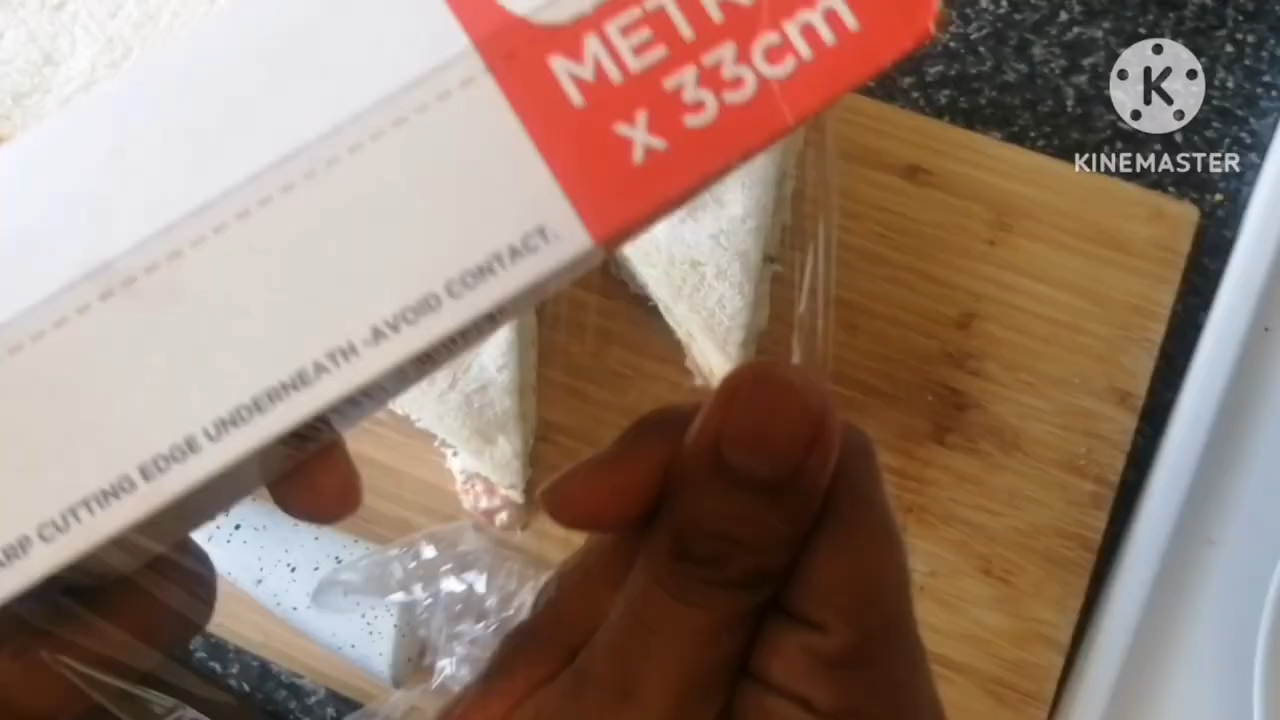 METR
x 33cm
ARP CUTTING EDGE UNDERNEATH -AVOID CONTACT.
K
KINEMASTER